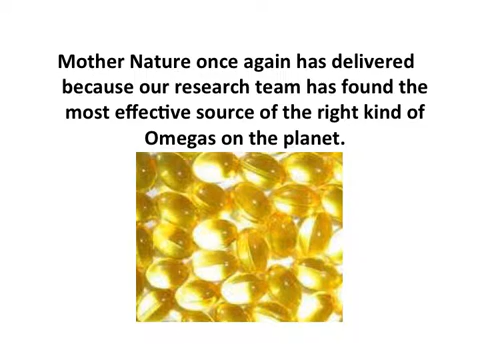 Mother Nature once again has delivered
because our research team has found the
most effective source of the right kind of
Omegas on the planet.